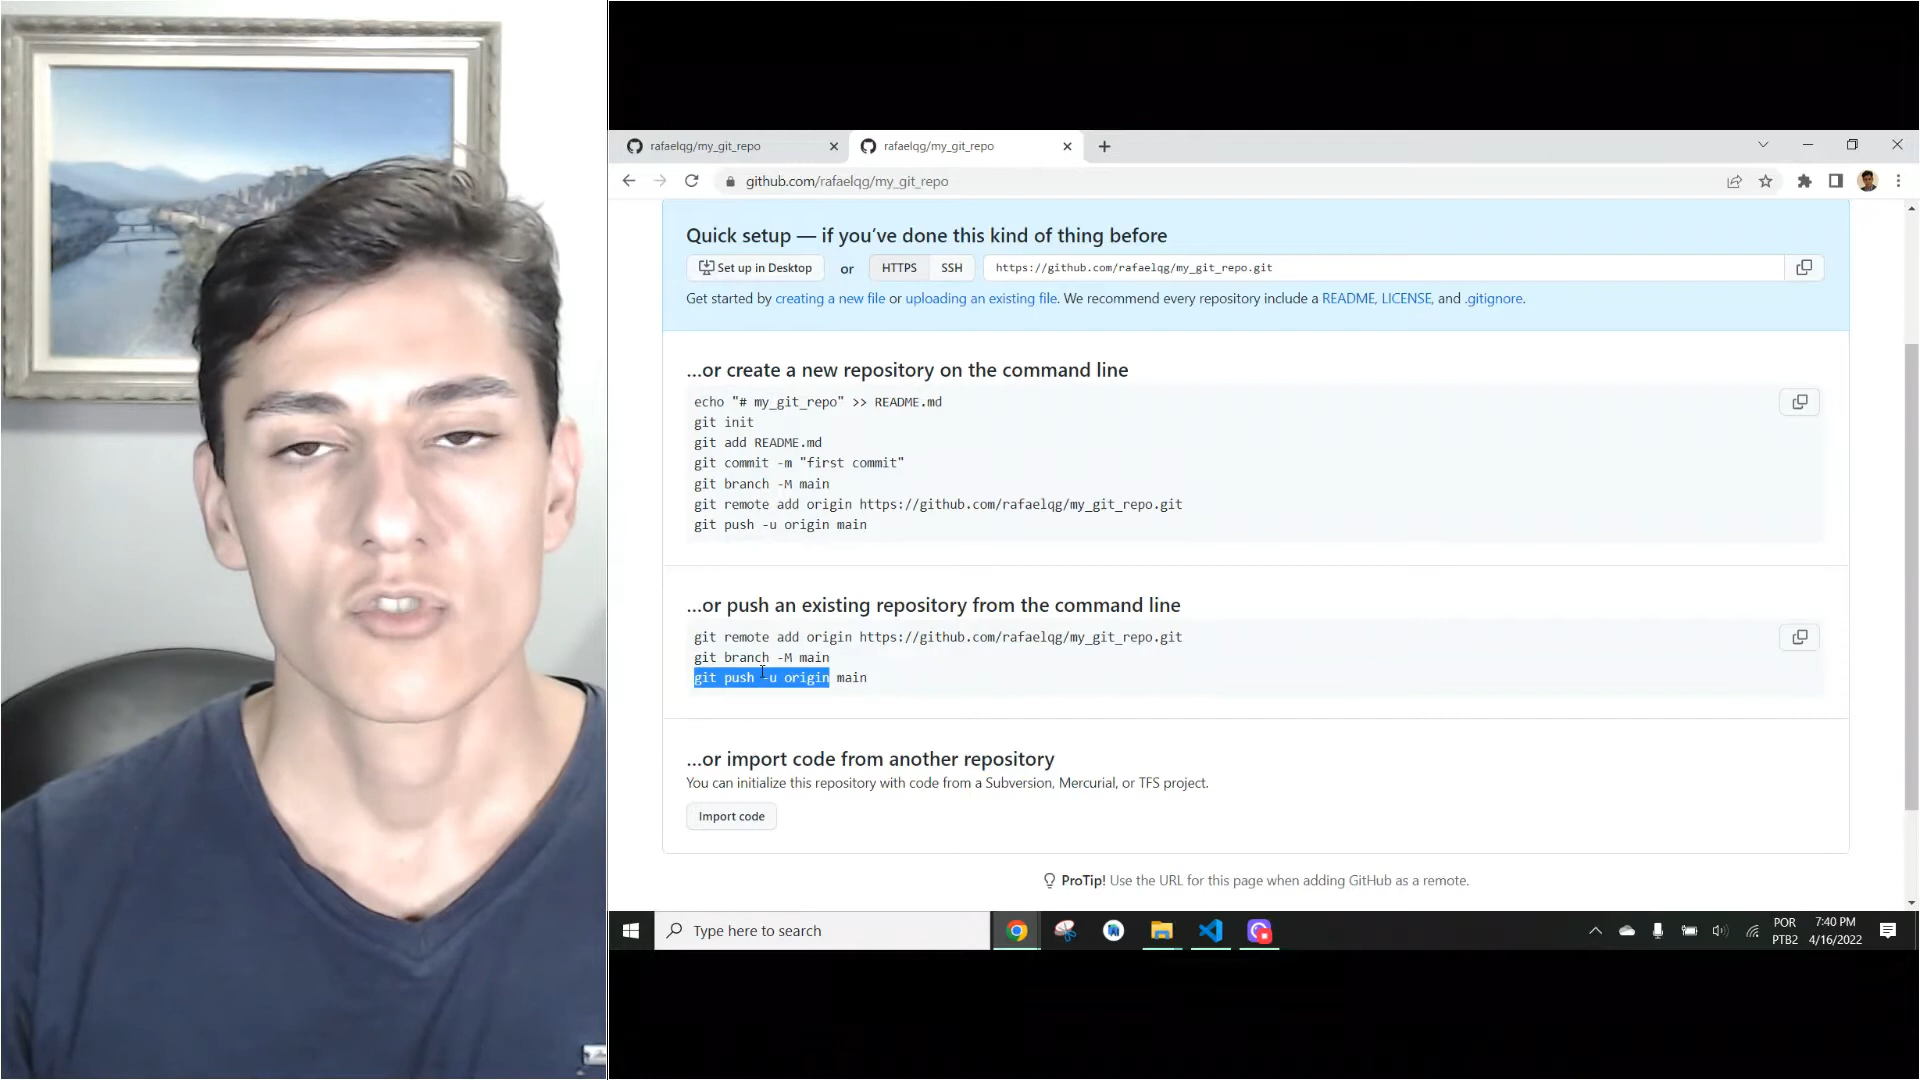 rafaelqg/my_git_repo
rafaelqg/my_git_repo
github.com/rafaelqg/my_git_repo
Quick setup — if you've done this kind of thing before
Set up in Desktop or HTTPS SSH https://github.com/rafaelqg/my_git_repo.git
Get started by creating a new file or uploading an existing file. We recommend every repository include a README, LICENSE, and .gitignore.
...or create a new repository on the command line
echo "# my_git_repo" >> README.md
git init
git add README.md
git commit -m "first commit"
git branch -M main
git remote add origin https://github.com/rafaelqg/my_git_repo.git
git push -u origin main
...or push an existing repository from the command line
git remote add origin https://github.com/rafaelqg/my_git_repo.git
git branch -M main
git push -u origin main
...or import code from another repository
You can initialize this repository with code from a Subversion, Mercurial, or TFS project.
Import code
ProTip! Use the URL for this page when adding GitHub as a remote.
Type here to search
POR
PTB2
7:40 PM
4/16/2022